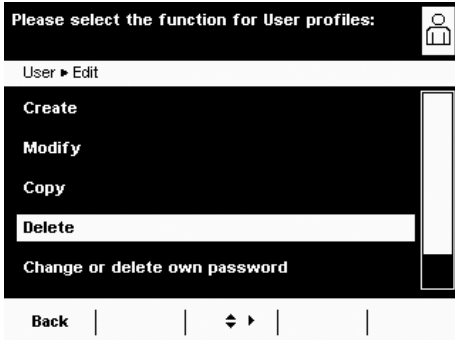 Please select the function for User profiles:
User ▸ Edit
Create
Modify
Copy
Delete
Change or delete own password
Back